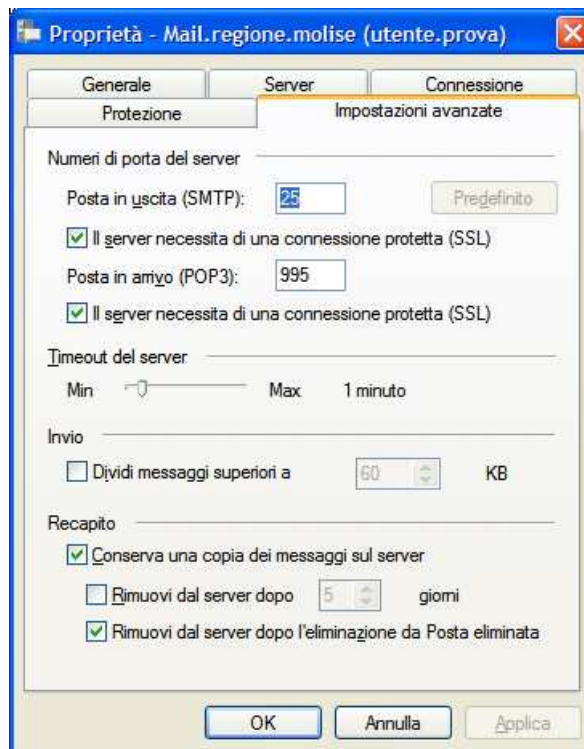 Proprietà - Mail.regione.molise (utente.prova)
Generale Server Connessione
Protezione Impostazioni avanzate
Numeri di porta del server
Posta in uscita (SMTP): 25 Predefinito
Il server necessita di una connessione protetta (SSL)
Posta in arrivo (POP3): 995
Il server necessita di una connessione protetta (SSL)
Timeout del server
Min Max 1 minuto
Invio
Dividi messaggi superiori a 60 KB
Recapito
Conserva una copia dei messaggi sul server
Rimuovi dal server dopo 5 giorni
Rimuovi dal server dopo l'eliminazione da Posta eliminata
OK Annulla Applica